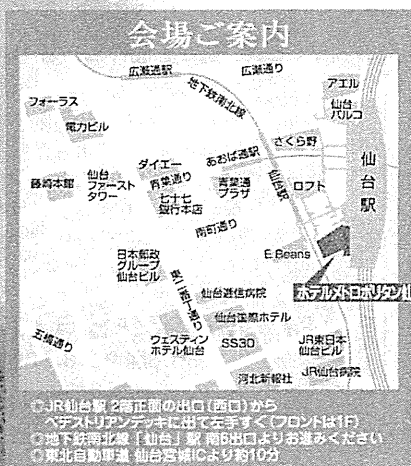 会場ご案内
広瀬通駅
広瀬通り
アエル
フォーラス
地下鉄南北線
仙台
パルコ
電力ビル
さくら野
ダイエー
あおば通駅
仙台駅
藤崎本館
仙台
ファースト
タワー
青葉通り
七十七
銀行本店
青葉通
プラザ
仙台駅
ロフト
南町通り
日本郵政
グループ
仙台ビル
東二番丁通り
E Beans
仙台逓信病院
ホテルメトロポリタン仙
仙台国際ホテル
五橋通り
ウェスティン
ホテル仙台
SS30
JR東日本
仙台ビル
河北新報社
JR仙台病院
◎JR仙台駅 2階正面の出口(西口)から
ペデストリアンデッキに出て左手すぐ(フロントは1F)
◎地下鉄南北線「仙台」駅 南6出口よりお進みください
◎東北自動車道 仙台宮城ICより約10分